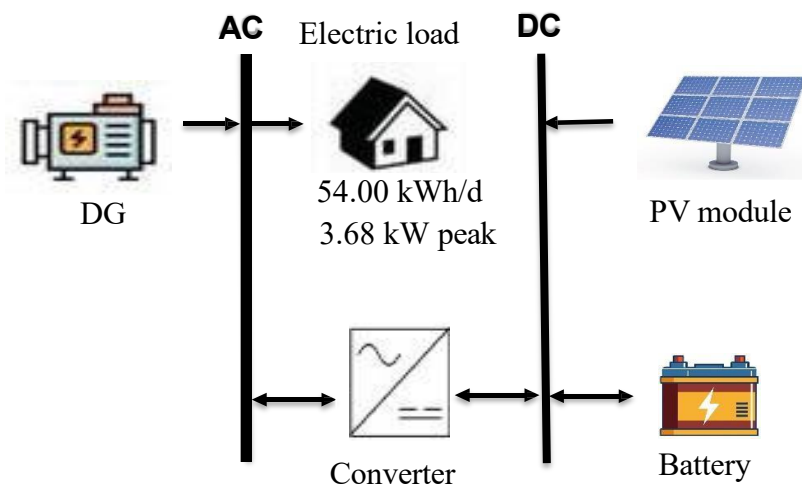 AC
Electric load
DC
DG
54.00 kWh/d
3.68 kW peak
PV module
Converter
Battery